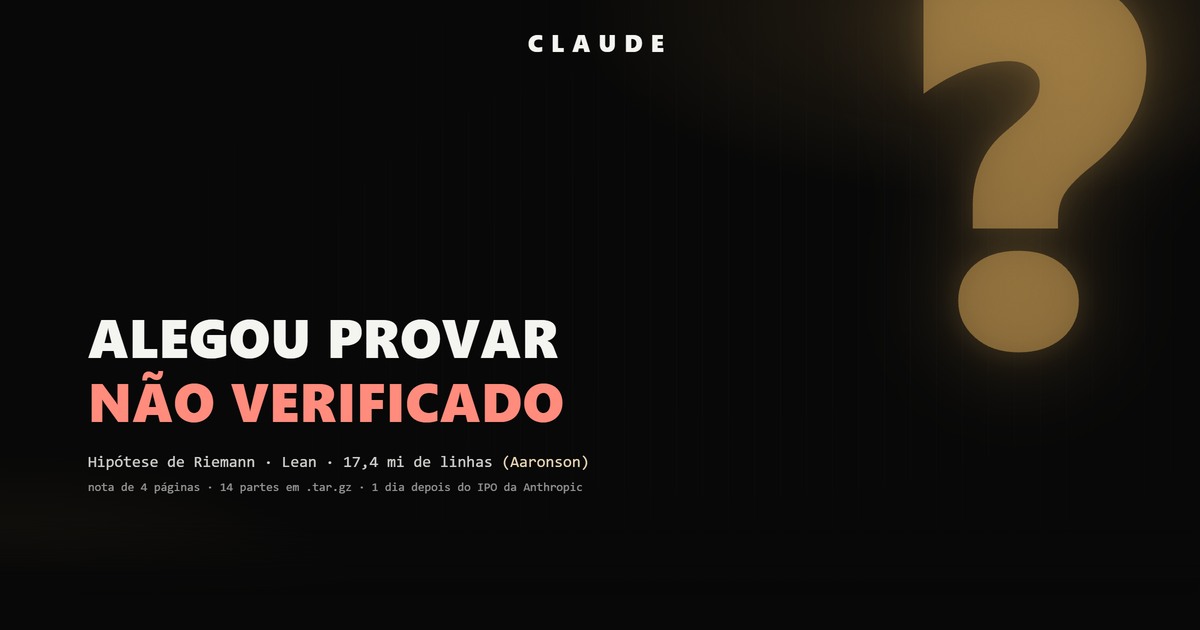 CLAUDE
?
ALEGOU PROVAR
NÃO VERIFICADO
Hipótese de Riemann · Lean · 17,4 mi de linhas (Aaronson)
nota de 4 páginas · 14 partes em .tar.gz · 1 dia depois do IPO da Anthropic